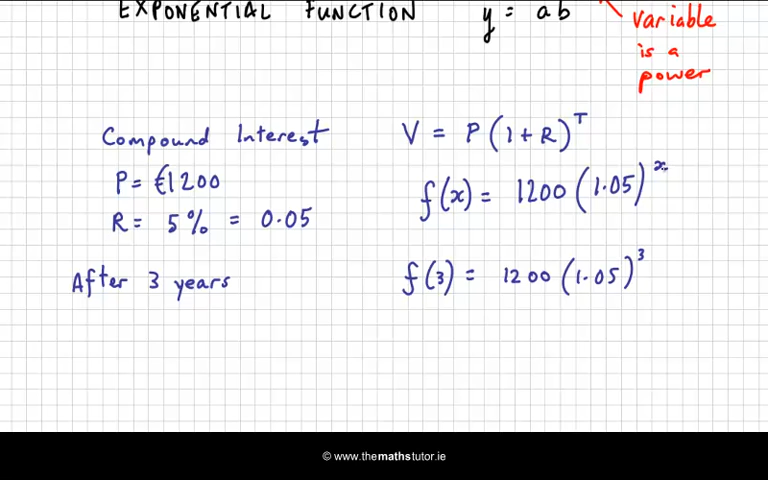 EXPONENTIAL FUNCTION y = ab
variable
is a
power
Compound Interest V = P(1+R)^T
P = €1200 f(x) = 1200(1.05)^x
R = 5% = 0.05
After 3 years f(3) = 1200(1.05)^3
© www.themathstutor.ie